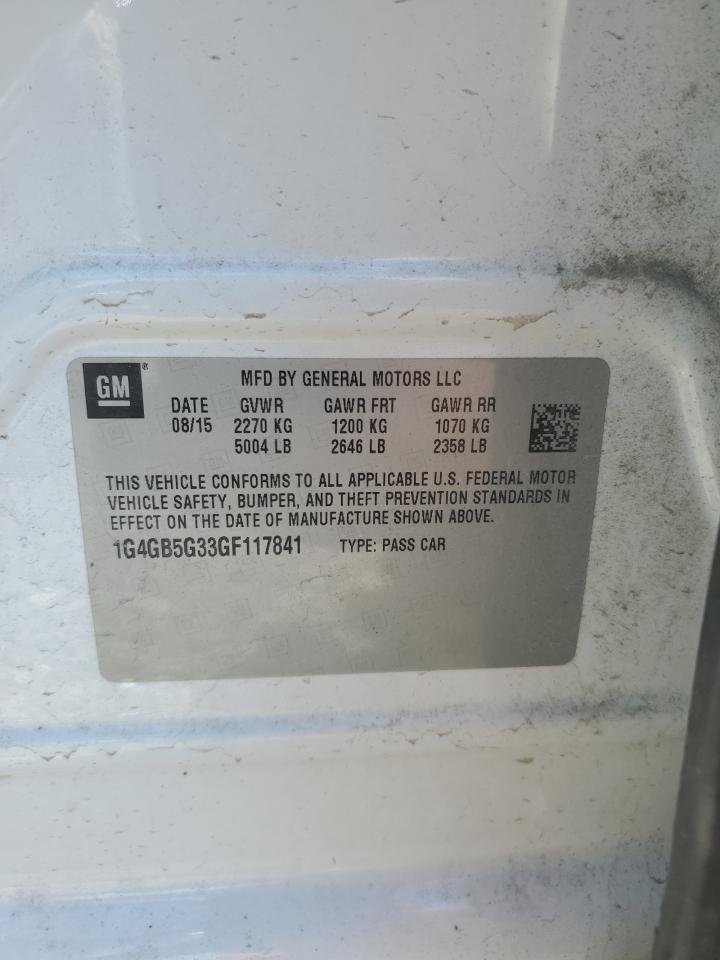 GM® MFD BY GENERAL MOTORS LLC
DATE GVWR GAWR FRT GAWR RR
08/15 2270 KG 1200 KG 1070 KG
5004 LB 2646 LB 2358 LB
THIS VEHICLE CONFORMS TO ALL APPLICABLE U.S. FEDERAL MOTOR
VEHICLE SAFETY, BUMPER, AND THEFT PREVENTION STANDARDS IN
EFFECT ON THE DATE OF MANUFACTURE SHOWN ABOVE.
1G4GB5G33GF117841 TYPE: PASS CAR